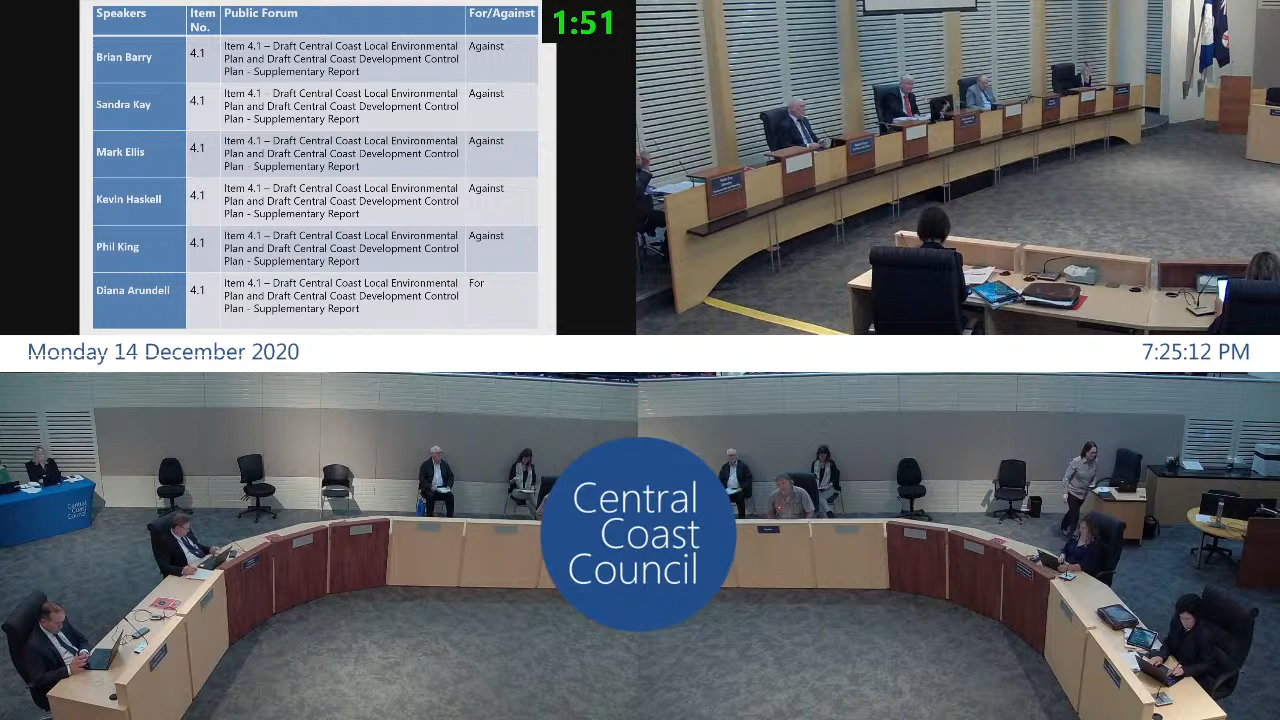 Speakers Item No. Public Forum For/Against
1:51
Brian Barry 4.1 Item 4.1 – Draft Central Coast Local Environmental Against
Plan and Draft Central Coast Development Control
Plan - Supplementary Report
Sandra Kay 4.1 Item 4.1 – Draft Central Coast Local Environmental Against
Plan and Draft Central Coast Development Control
Plan - Supplementary Report
Mark Ellis 4.1 Item 4.1 – Draft Central Coast Local Environmental Against
Plan and Draft Central Coast Development Control
Plan - Supplementary Report
Kevin Haskell 4.1 Item 4.1 – Draft Central Coast Local Environmental Against
Plan and Draft Central Coast Development Control
Plan - Supplementary Report
Phil King 4.1 Item 4.1 – Draft Central Coast Local Environmental Against
Plan and Draft Central Coast Development Control
Plan - Supplementary Report
Diana Arundell 4.1 Item 4.1 – Draft Central Coast Local Environmental For
Plan and Draft Central Coast Development Control
Plan - Supplementary Report
Monday 14 December 2020
7:25:12 PM
Central
Coast
Council
Central
Coast
Council